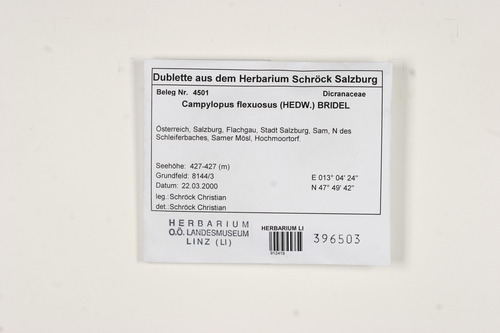 Dublette aus dem Herbarium Schröck Salzburg
Beleg Nr. 4501 Dicranaceae
Campylopus flexuosus (HEDW.) BRIDEL
Österreich, Salzburg, Flachgau, Stadt Salzburg, Sam, N des
Schleiferbaches, Samer Mösl, Hochmoortorf.
Seehöhe: 427-427 (m)
Grundfeld: 8144/3 E 013° 04' 24"
Datum: 22.03.2000 N 47° 49' 42"
leg.: Schröck Christian
det.: Schröck Christian
HERBARIUM
O.Ö. LANDESMUSEUM
LINZ (LI)
HERBARIUM LI
396503